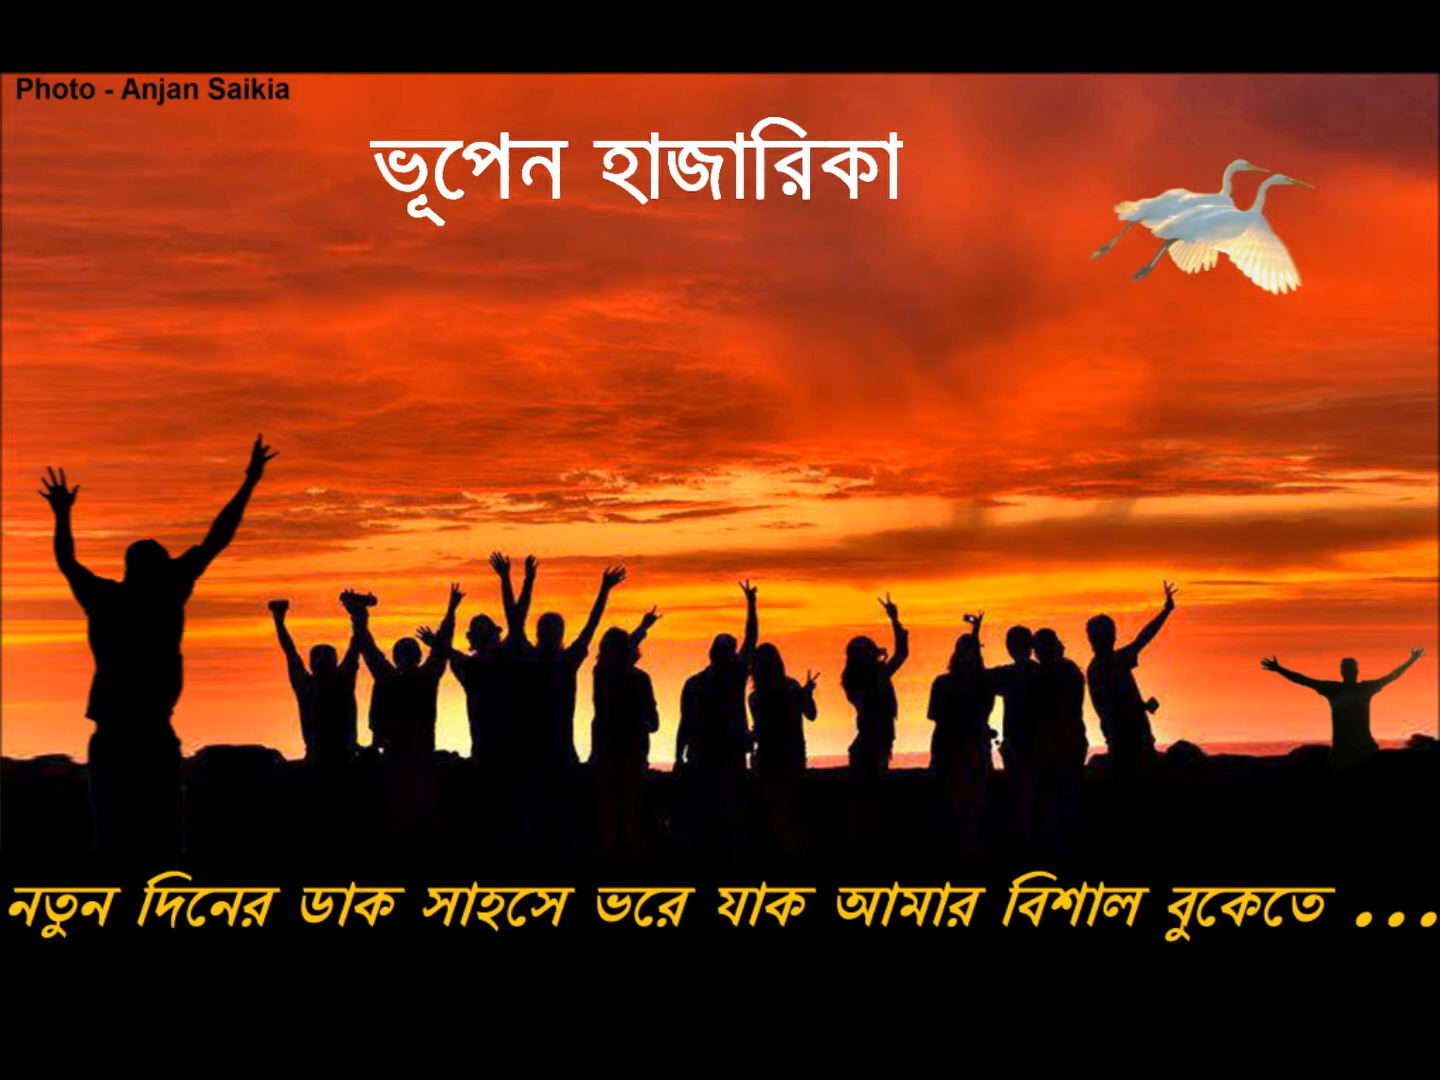 Photo - Anjan Saikia
ভূপেন হাজারিকা
নতুন দিনের ডাক সাহসে ভরে যাক আমার বিশাল বুকেতে ...